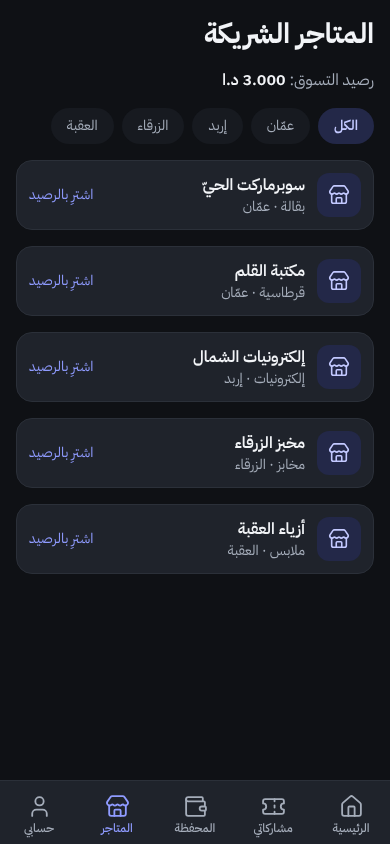 المتاجر الشريكة
رصيد التسوق: 3.000 د.ا
الكل
عمّان
إربد
الزرقاء
العقبة
سوبرماركت الحيّ
بقالة · عمّان
اشترِ بالرصيد
مكتبة القلم
قرطاسية · عمّان
اشترِ بالرصيد
إلكترونيات الشمال
إلكترونيات · إربد
اشترِ بالرصيد
مخبز الزرقاء
مخابز · الزرقاء
اشترِ بالرصيد
أزياء العقبة
ملابس · العقبة
اشترِ بالرصيد
الرئيسية
مشاركاتي
المحفظة
المتاجر
حسابي